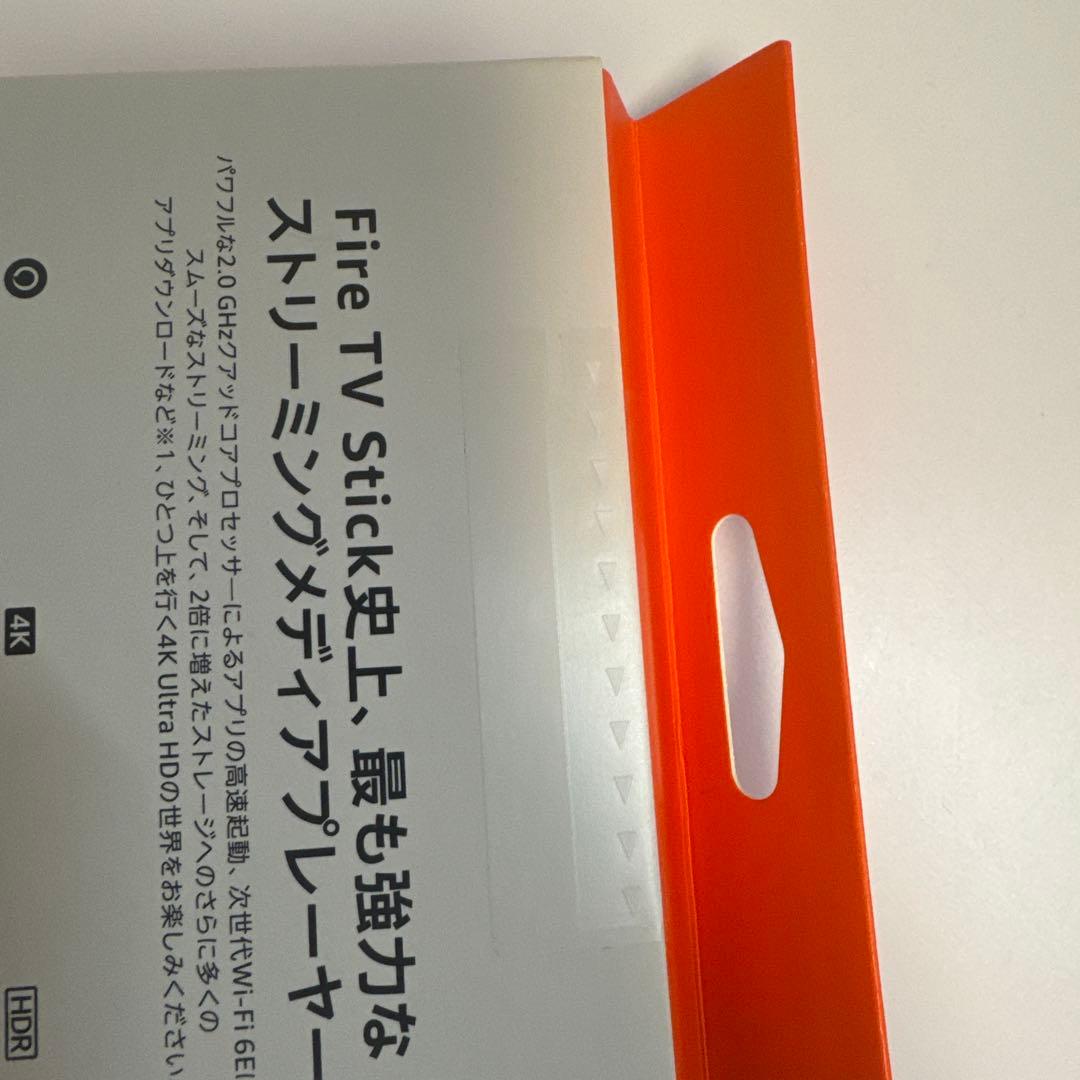 Fire TV Stick史上、最も強力な
ストリーミングメディアプレーヤー
パワフルな2.0 GHzクアッドコアプロセッサーによるアプリの高速起動、次世代Wi-Fi 6E(
スムーズなストリーミング、そして、2倍に増えたストレージへのさらに多くの
アプリダウンロードなど※1、ひとつ上を行く4K Ultra HDの世界をお楽しみください
4K
HDR